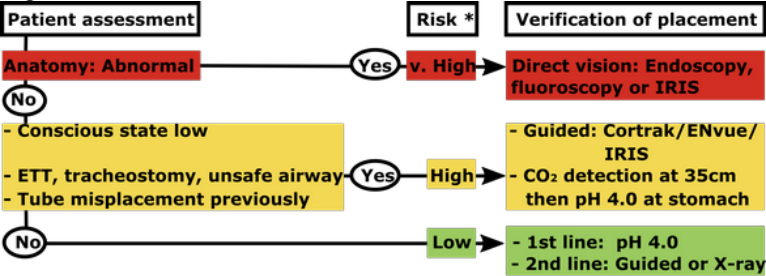 Patient assessment
Risk *
Verification of placement
Anatomy: Abnormal
Yes
v. High
Direct vision: Endoscopy,
fluoroscopy or IRIS
No
- Conscious state low
- ETT, tracheostomy, unsafe airway
- Tube misplacement previously
Yes
High
- Guided: Cortrak/ENvue/
IRIS
- CO₂ detection at 35cm
then pH 4.0 at stomach
No
Low
- 1st line: pH 4.0
- 2nd line: Guided or X-ray